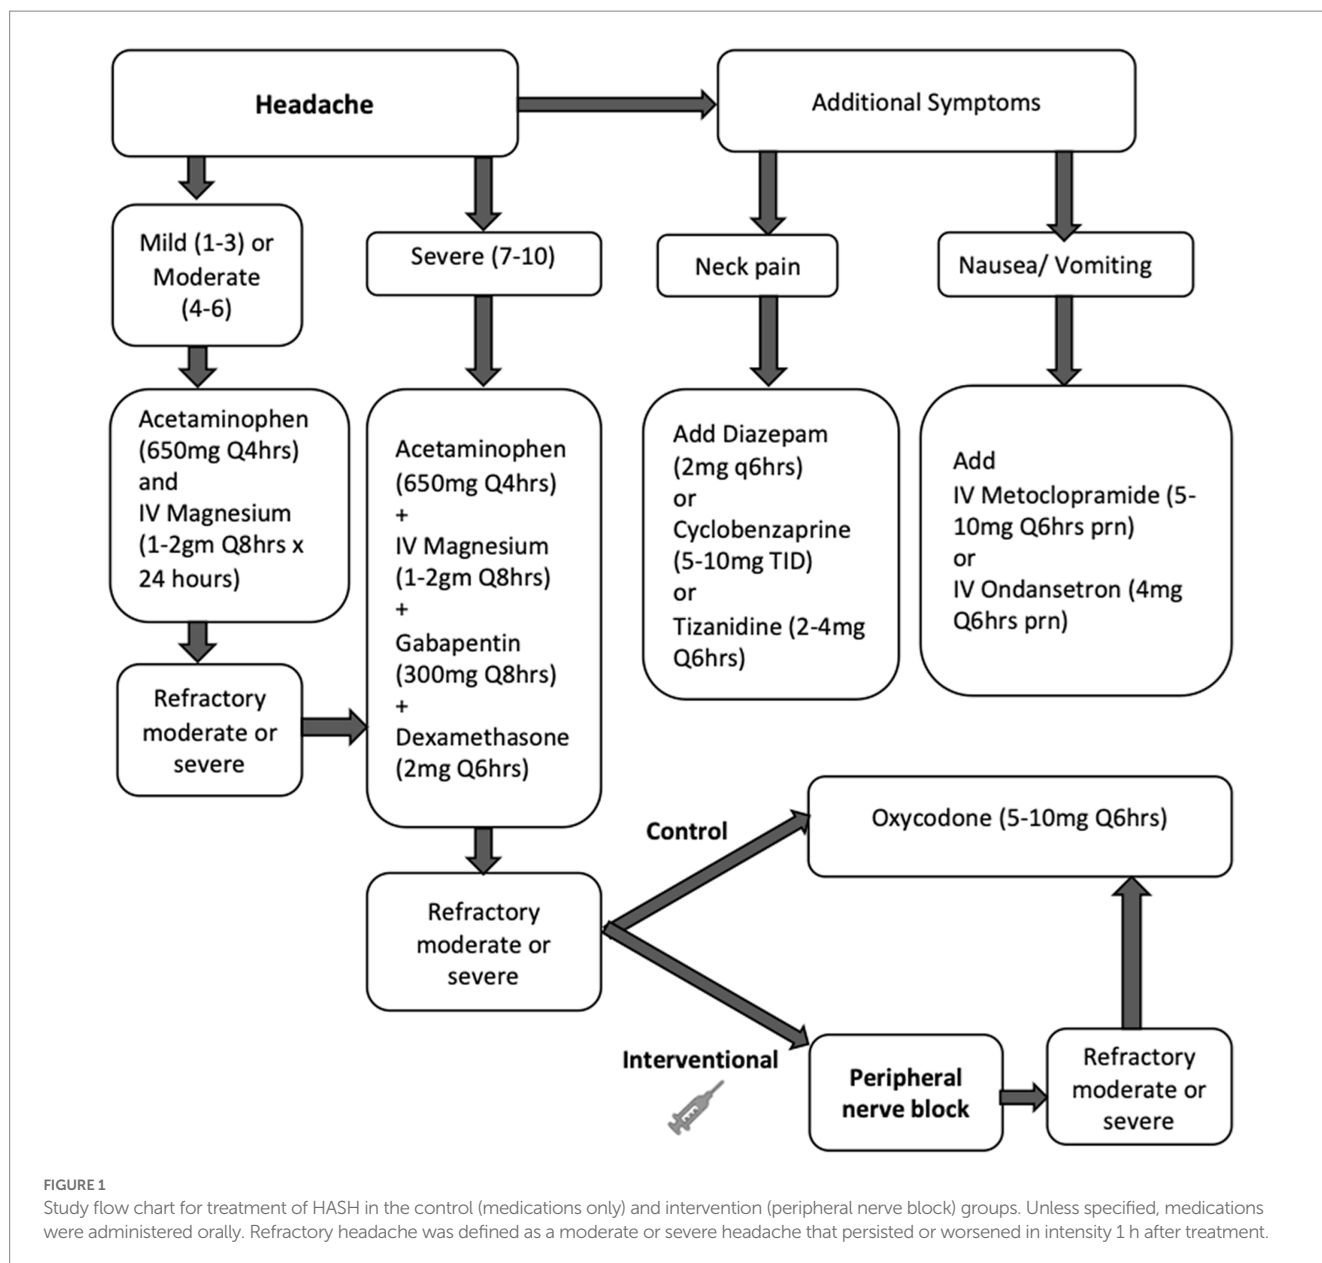 Headache
Additional Symptoms
Mild (1-3) or
Moderate
(4-6)
Severe (7-10)
Neck pain
Nausea/ Vomiting
Acetaminophen
(650mg Q4hrs)
and
IV Magnesium
(1-2gm Q8hrs x
24 hours)
Acetaminophen
(650mg Q4hrs)
+
IV Magnesium
(1-2gm Q8hrs)
+
Gabapentin
(300mg Q8hrs)
+
Dexamethasone
(2mg Q6hrs)
Add Diazepam
(2mg q6hrs)
or
Cyclobenzaprine
(5-10mg TID)
or
Tizanidine (2-4mg
Q6hrs)
Add
IV Metoclopramide (5-
10mg Q6hrs prn)
or
IV Ondansetron (4mg
Q6hrs prn)
Refractory
moderate or
severe
Refractory
moderate or
severe
Control
Oxycodone (5-10mg Q6hrs)
Interventional
Peripheral
nerve block
Refractory
moderate or
severe
FIGURE 1
Study flow chart for treatment of HASH in the control (medications only) and intervention (peripheral nerve block) groups. Unless specified, medications
were administered orally. Refractory headache was defined as a moderate or severe headache that persisted or worsened in intensity 1 h after treatment.